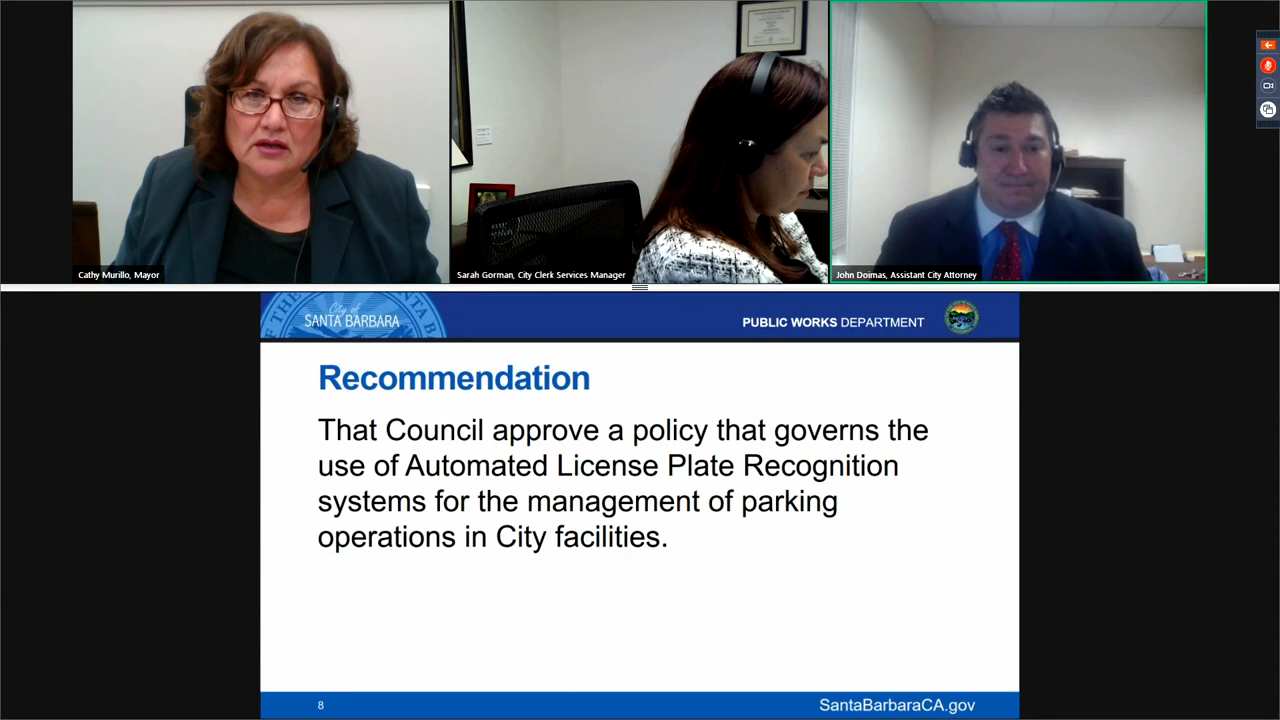 Cathy Murillo, Mayor
Sarah Gorman, City Clerk Services Manager
John Doimas, Assistant City Attorney
City of
SANTA BARBARA
PUBLIC WORKS DEPARTMENT
Recommendation
That Council approve a policy that governs the
use of Automated License Plate Recognition
systems for the management of parking
operations in City facilities.
8
SantaBarbaraCA.gov